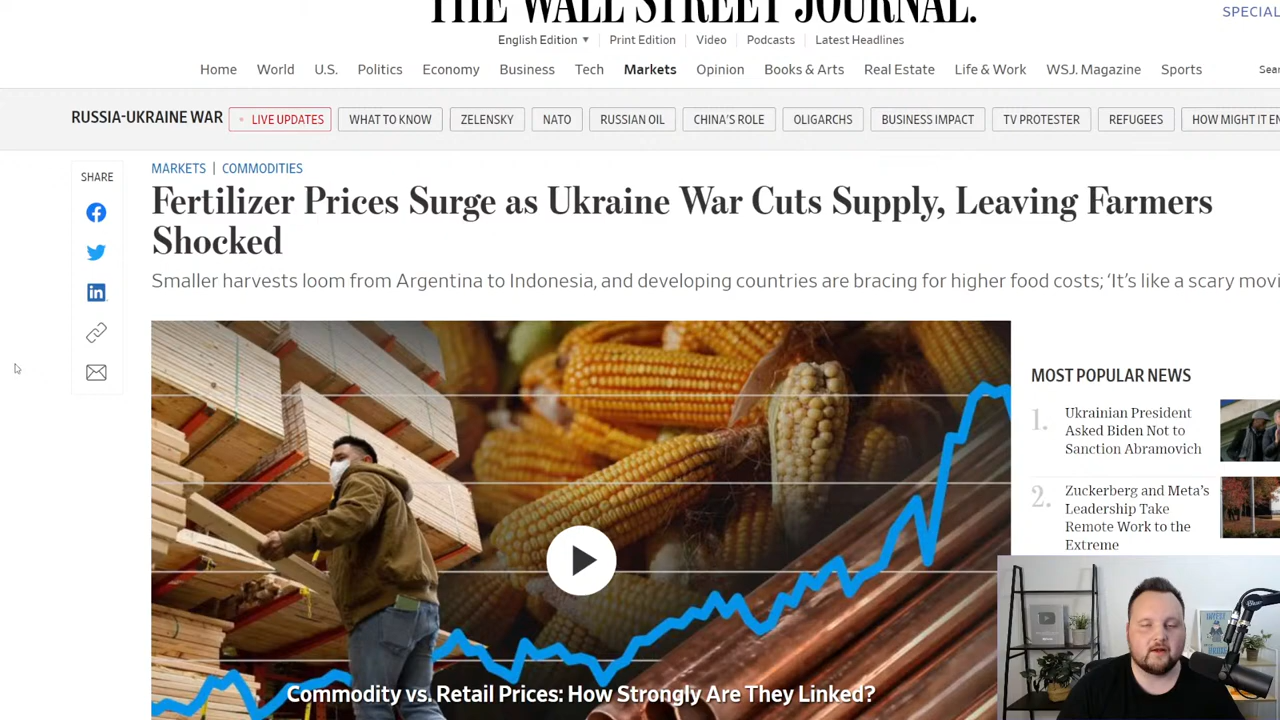 THE WALL STREET JOURNAL.
SPECIAL
English Edition ▼ Print Edition Video Podcasts Latest Headlines
Home World U.S. Politics Economy Business Tech Markets Opinion Books & Arts Real Estate Life & Work WSJ. Magazine Sports Sea
RUSSIA-UKRAINE WAR LIVE UPDATES WHAT TO KNOW ZELENSKY NATO RUSSIAN OIL CHINA'S ROLE OLIGARCHS BUSINESS IMPACT TV PROTESTER REFUGEES HOW MIGHT IT EN
SHARE
MARKETS | COMMODITIES
Fertilizer Prices Surge as Ukraine War Cuts Supply, Leaving Farmers
Shocked
Smaller harvests loom from Argentina to Indonesia, and developing countries are bracing for higher food costs; 'It's like a scary movi
Commodity vs. Retail Prices: How Strongly Are They Linked?
MOST POPULAR NEWS
1. Ukrainian President
Asked Biden Not to
Sanction Abramovich
2. Zuckerberg and Meta's
Leadership Take
Remote Work to the
Extreme